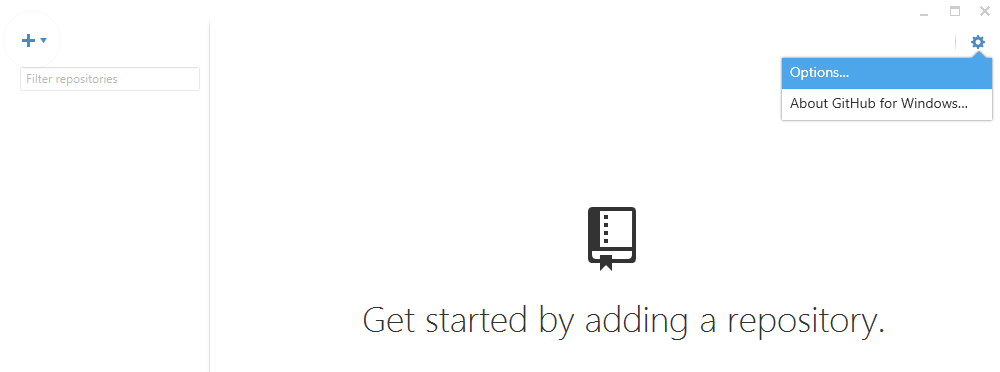 Filter repositories
Options...
About GitHub for Windows...
Get started by adding a repository.